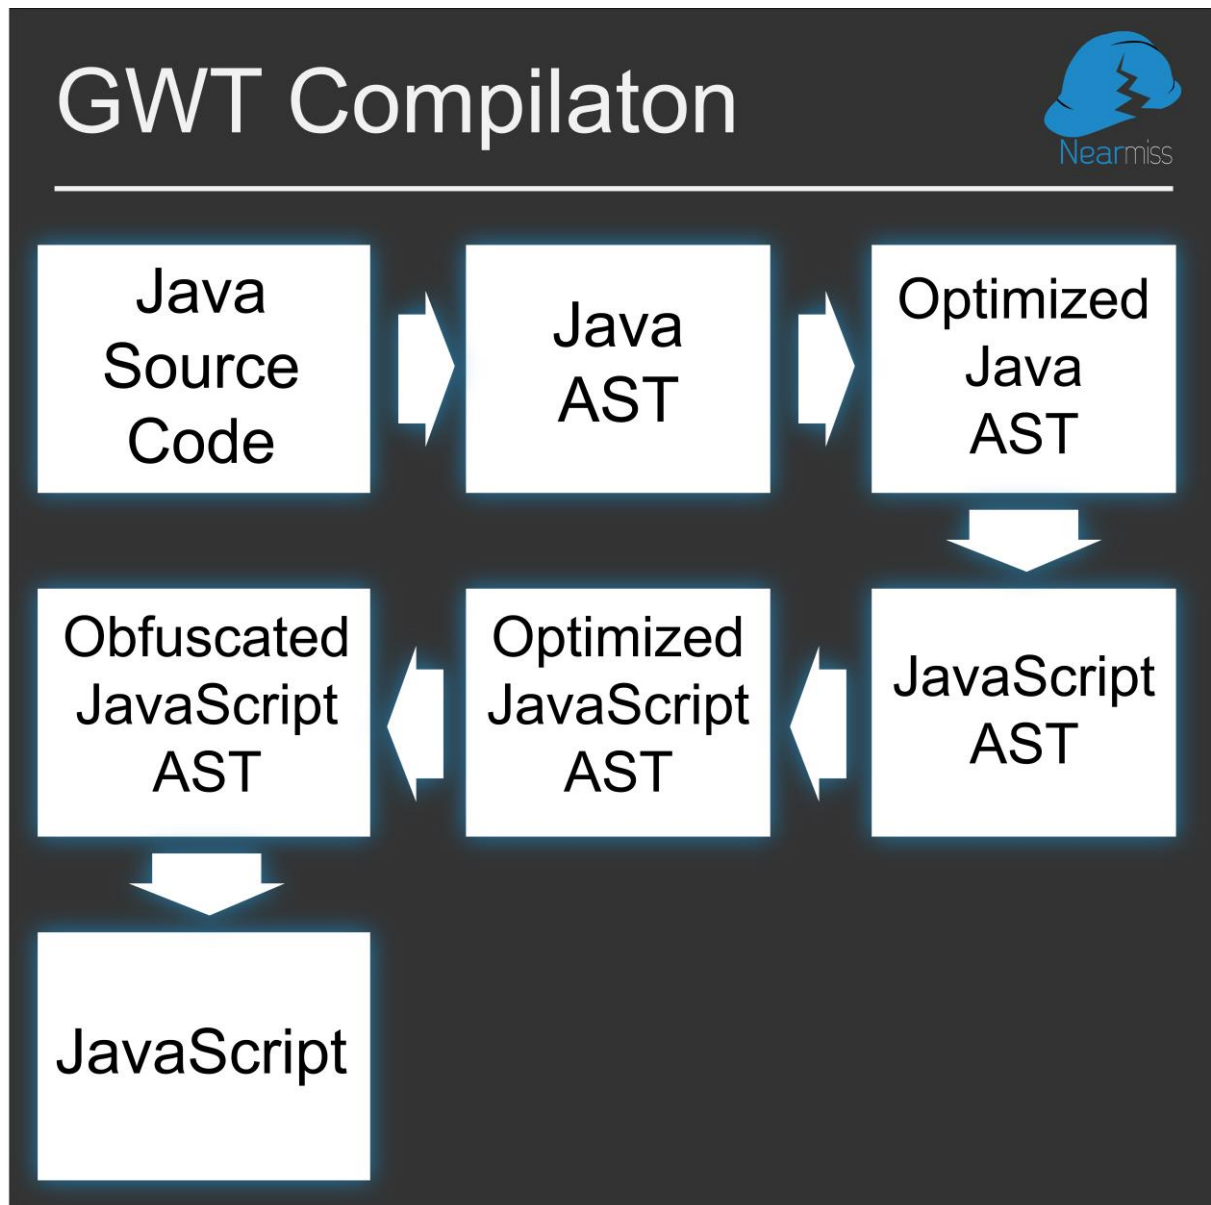 GWT Compilaton
Nearmiss
Java
Source
Code
Java
AST
Optimized
Java
AST
JavaScript
AST
Optimized
JavaScript
AST
Obfuscated
JavaScript
AST
JavaScript